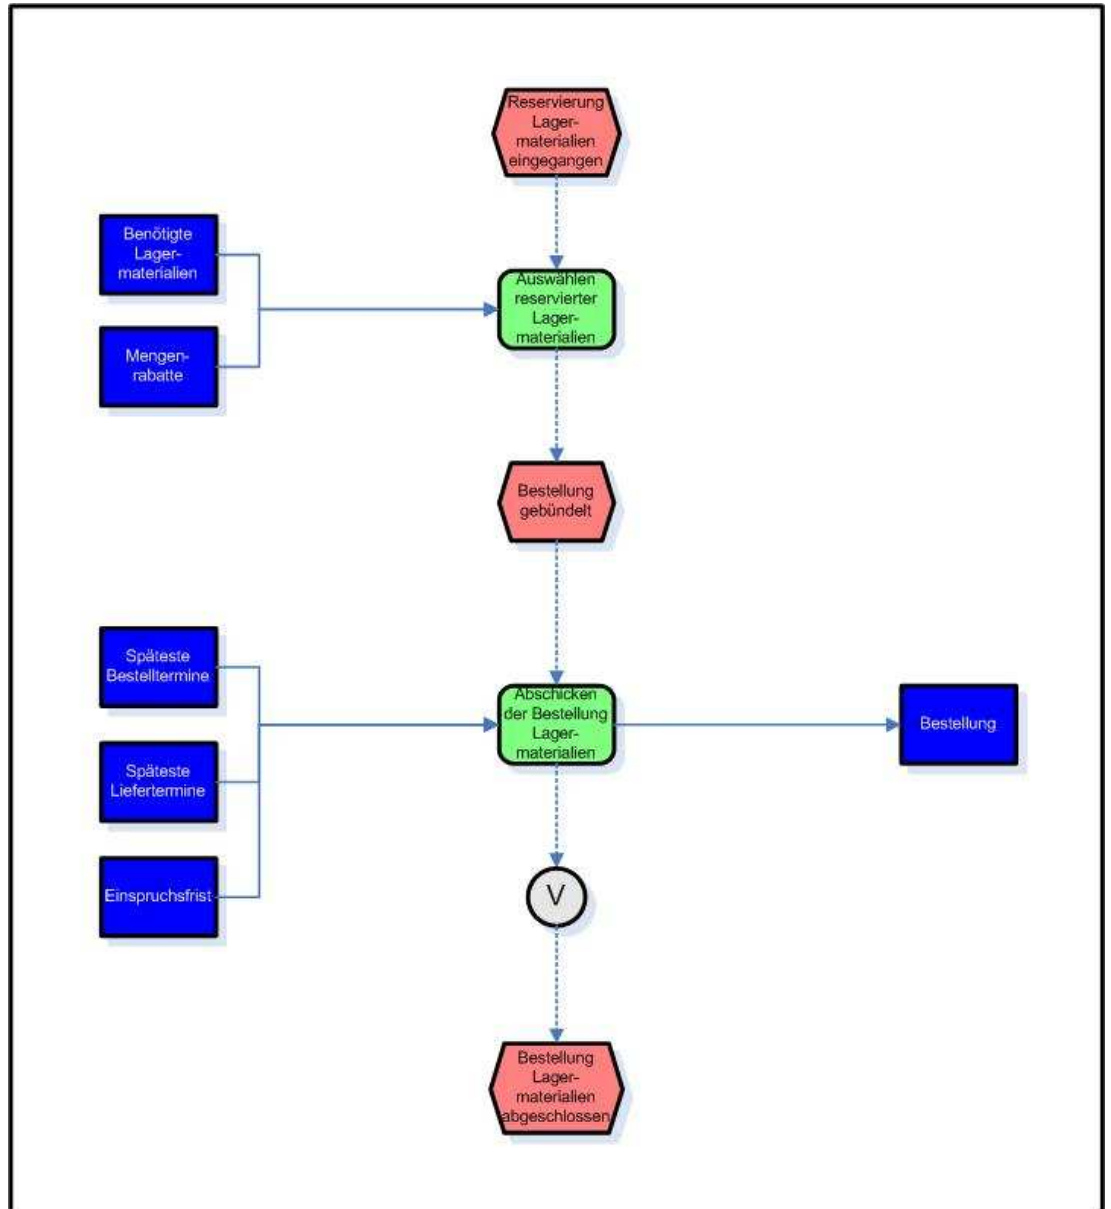 Reservierung
Lager-
materialien
eingegangen
Benötigte
Lager-
materialien
Auswählen
reservierter
Lager-
materialien
Mengen-
rabatte
Bestellung
gebündelt
Späteste
Bestelltermine
Abschicken
der Bestellung
Lager-
materialien
Bestellung
Späteste
Liefertermine
Einspruchsfrist
V
Bestellung
Lager-
materialien
abgeschlossen